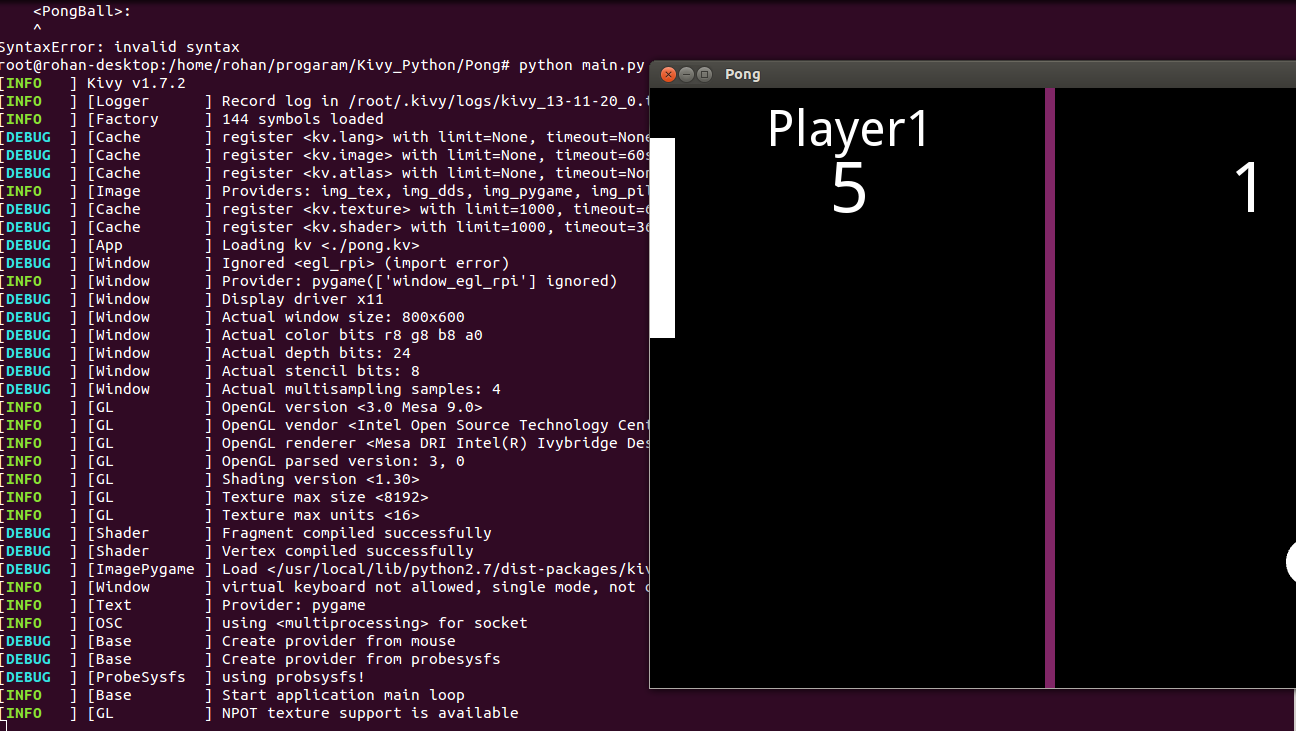 <PongBall>:
^
SyntaxError: invalid syntax
root@rohan-desktop:/home/rohan/progaram/Kivy_Python/Pong# python main.py
[INFO   ] Kivy v1.7.2
[INFO   ] [Logger      ] Record log in /root/.kivy/logs/kivy_13-11-20_0.
[INFO   ] [Factory     ] 144 symbols loaded
[DEBUG  ] [Cache       ] register <kv.lang> with limit=None, timeout=None
[DEBUG  ] [Cache       ] register <kv.image> with limit=None, timeout=60s
[DEBUG  ] [Cache       ] register <kv.atlas> with limit=None, timeout=Non
[INFO   ] [Image       ] Providers: img_tex, img_dds, img_pygame, img_pil
[DEBUG  ] [Cache       ] register <kv.texture> with limit=1000, timeout=6
[DEBUG  ] [Cache       ] register <kv.shader> with limit=1000, timeout=36
[DEBUG  ] [App         ] Loading kv <./pong.kv>
[DEBUG  ] [Window      ] Ignored <egl_rpi> (import error)
[INFO   ] [Window      ] Provider: pygame(['window_egl_rpi'] ignored)
[DEBUG  ] [Window      ] Display driver x11
[DEBUG  ] [Window      ] Actual window size: 800x600
[DEBUG  ] [Window      ] Actual color bits r8 g8 b8 a0
[DEBUG  ] [Window      ] Actual depth bits: 24
[DEBUG  ] [Window      ] Actual stencil bits: 8
[DEBUG  ] [Window      ] Actual multisampling samples: 4
[INFO   ] [GL          ] OpenGL version <3.0 Mesa 9.0>
[INFO   ] [GL          ] OpenGL vendor <Intel Open Source Technology Cent
[INFO   ] [GL          ] OpenGL renderer <Mesa DRI Intel(R) Ivybridge Des
[INFO   ] [GL          ] OpenGL parsed version: 3, 0
[INFO   ] [GL          ] Shading version <1.30>
[INFO   ] [GL          ] Texture max size <8192>
[INFO   ] [GL          ] Texture max units <16>
[DEBUG  ] [Shader      ] Fragment compiled successfully
[DEBUG  ] [Shader      ] Vertex compiled successfully
[DEBUG  ] [ImagePygame ] Load </usr/local/lib/python2.7/dist-packages/kiv
[INFO   ] [Window      ] virtual keyboard not allowed, single mode, not
[INFO   ] [Text        ] Provider: pygame
[INFO   ] [OSC         ] using <multiprocessing> for socket
[DEBUG  ] [Base        ] Create provider from mouse
[DEBUG  ] [Base        ] Create provider from probesysfs
[DEBUG  ] [ProbeSysfs  ] using probsysfs!
[INFO   ] [Base        ] Start application main loop
[INFO   ] [GL          ] NPOT texture support is available
Pong
Player1
5
1